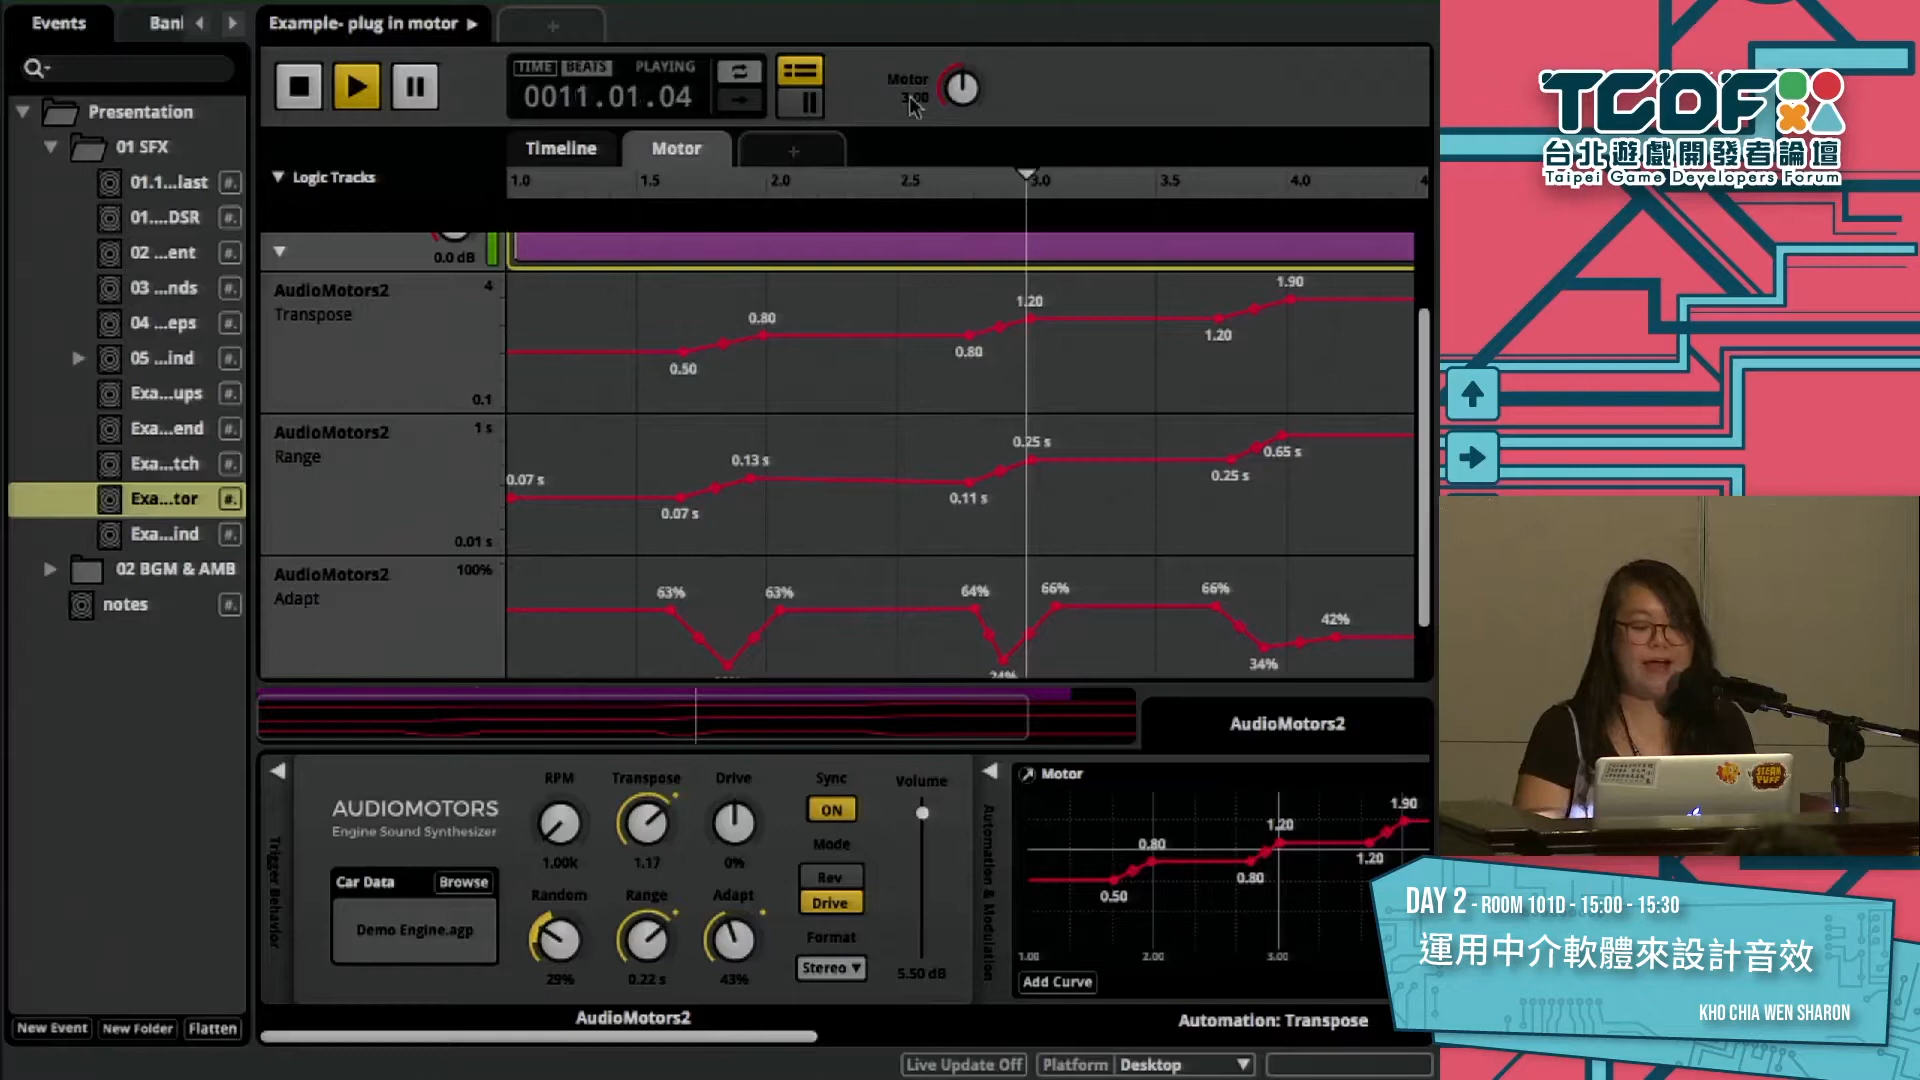 Events
Example- plug in motor ▶
TIME BEATS PLAYING
0011.01.04
Motor
3.00
Presentation
01 SFX
01.1...last
01....DSR
02 ...ent
03 ...nds
04 ...eps
05 ...ind
Exa...ups
Exa...end
Exa...tch
Exa...tor
Exa...ind
02 BGM & AMB
notes
New Event New Folder Flatten
Timeline Motor
Logic Tracks
1.0 1.5 2.0 2.5 3.0 3.5 4.0 4
0.0 dB
AudioMotors2
Transpose
4
0.1
0.50 0.80 0.80 1.20 1.20 1.90
AudioMotors2
Range
1 s
0.01 s
0.07 s 0.07 s 0.13 s 0.11 s 0.25 s 0.25 s 0.65 s
AudioMotors2
Adapt
100%
63% 63% 64% 66% 66% 34% 42%
AudioMotors2
Trigger Behavior
AUDIOMOTORS
Engine Sound Synthesizer
Car Data Browse
Demo Engine.agp
RPM Transpose Drive
1.00k 1.17 0%
Random Range Adapt
29% 0.22 s 43%
Sync
ON
Mode
Rev
Drive
Format
Stereo
Volume
5.50 dB
AudioMotors2
Automation & Modulation
Motor
0.50 0.80 0.80 1.20 1.20 1.90
1.00 2.00 3.00
Add Curve
Automation: Transpose
Live Update Off Platform Desktop
TGDF
台北遊戲開發者論壇
Taipei Game Developers Forum
DAY 2 - ROOM 101D - 15:00 - 15:30
運用中介軟體來設計音效
KHO CHIA WEN SHARON